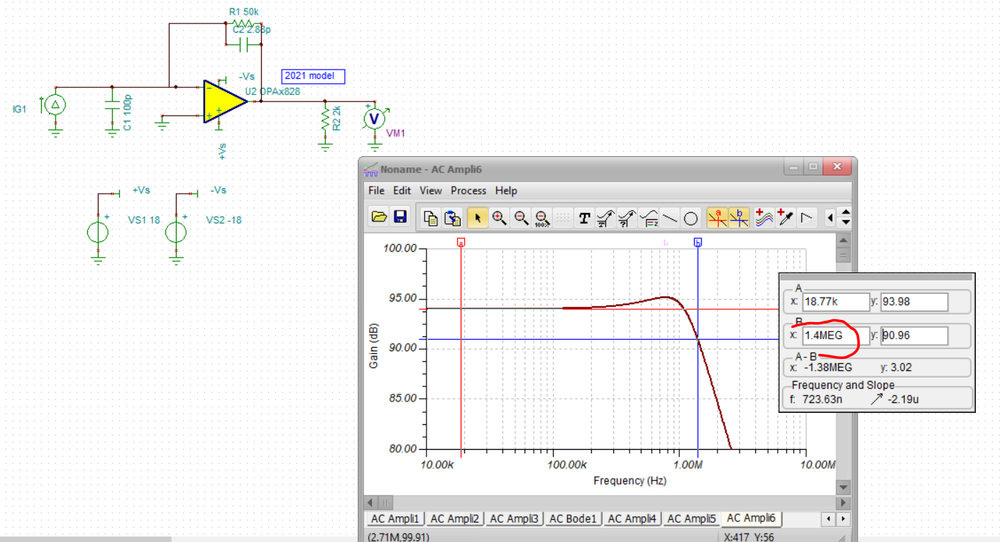 R1 50k
C2 2.83p
-Vs
2021 model
U2 OPAx828
IG1
C1 100p
R2 2k
V
VM1
+Vs
+Vs
-Vs
VS1 18
VS2 -18
Noname - AC Ampli6
File Edit View Process Help
100%
T
a
b
a
b
100.00
95.00
90.00
85.00
80.00
Gain (dB)
10.00k
100.00k
1.00M
10.00M
Frequency (Hz)
A
x: 18.77k y: 93.98
B
x: 1.4MEG y: 90.96
A - B
x: -1.38MEG y: 3.02
Frequency and Slope
f: 723.63n -2.19u
AC Ampli1 AC Ampli2 AC Ampli3 AC Bode1 AC Ampli4 AC Ampli5 AC Ampli6
(2.71M,99.91) X:417 Y:56